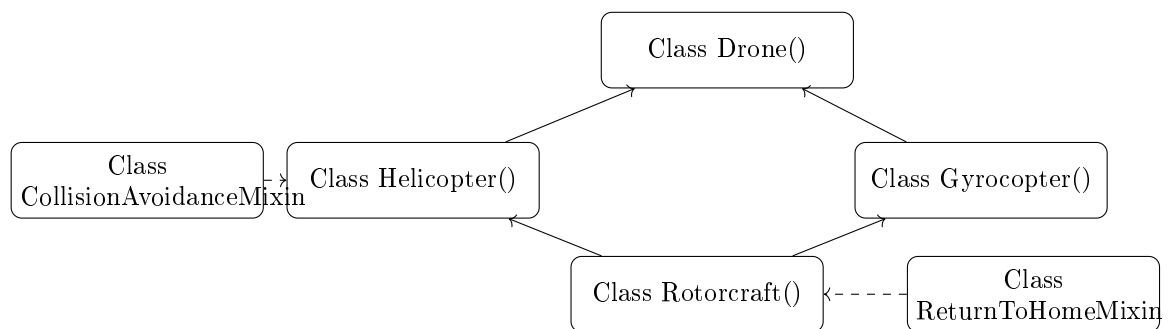 Class Drone()
Class
CollisionAvoidanceMixin
Class Helicopter()
Class Gyrocopter()
Class Rotorcraft()
Class
ReturnToHomeMixin